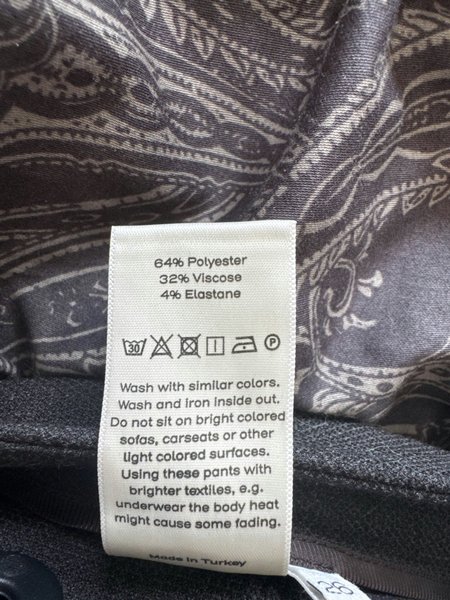 64% Polyester
32% Viscose
4% Elastane
30
P
Wash with similar colors.
Wash and iron inside out.
Do not sit on bright colored
sofas, carseats or other
light colored surfaces.
Using these pants with
brighter textiles, e.g.
underwear the body heat
might cause some fading.
Made in Turkey
28